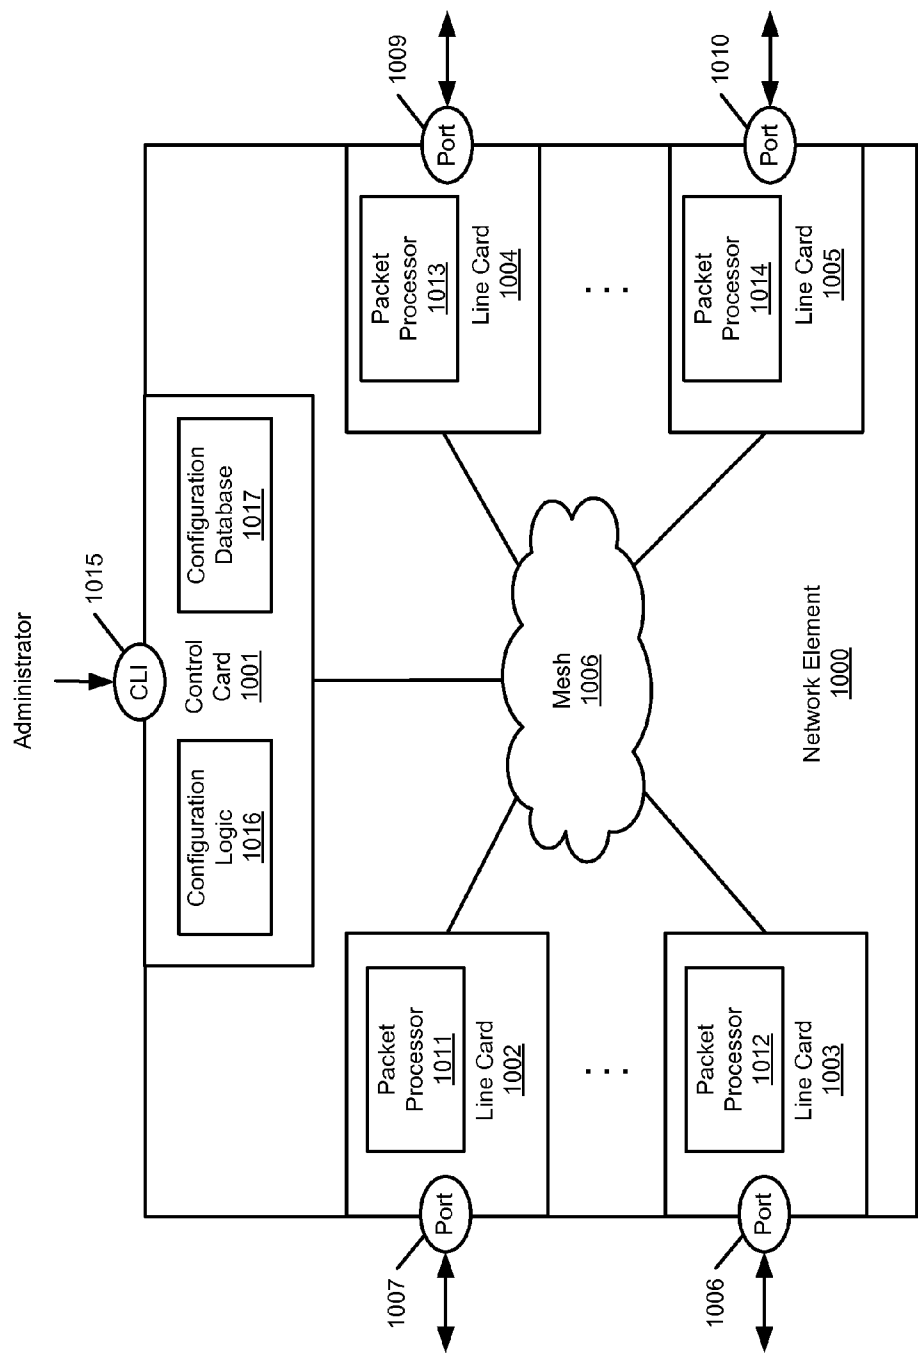 Administrator
1015
CLI
Configuration
Logic
1016
Control
Card
1001
Configuration
Database
1017
1007
Port
Packet
Processor
1011
Line Card
1002
. . .
1006
Port
Packet
Processor
1012
Line Card
1003
Mesh
1006
Packet
Processor
1013
Line Card
1004
Port
1009
. . .
Packet
Processor
1014
Line Card
1005
Port
1010
Network Element
1000